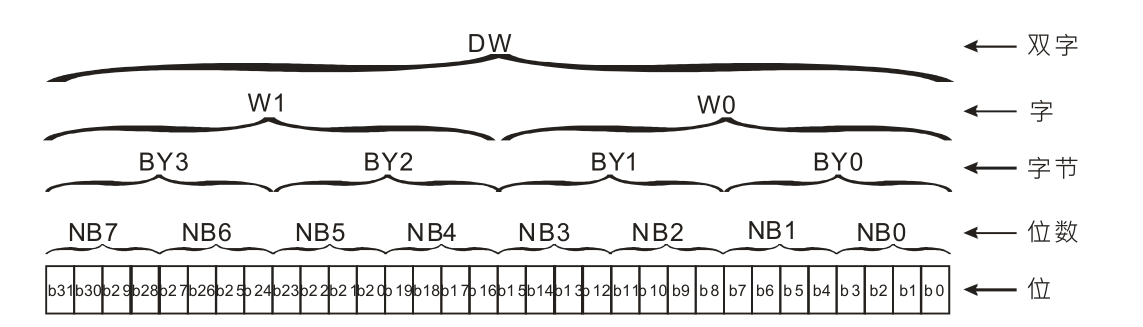 DW 双字
W1 W0 字
BY3 BY2 BY1 BY0 字节
NB7 NB6 NB5 NB4 NB3 NB2 NB1 NB0 位数
b31 b30 b29 b28 b27 b26 b25 b24 b23 b22 b21 b20 b19 b18 b17 b16 b15 b14 b13 b12 b11 b10 b9 b8 b7 b6 b5 b4 b3 b2 b1 b0 位